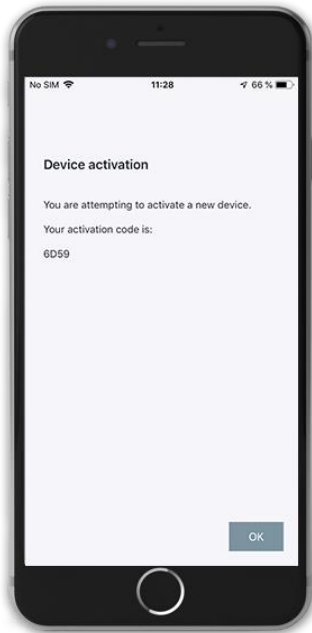 No SIM 11:28 66 %
Device activation
You are attempting to activate a new device.
Your activation code is:
6D59
OK